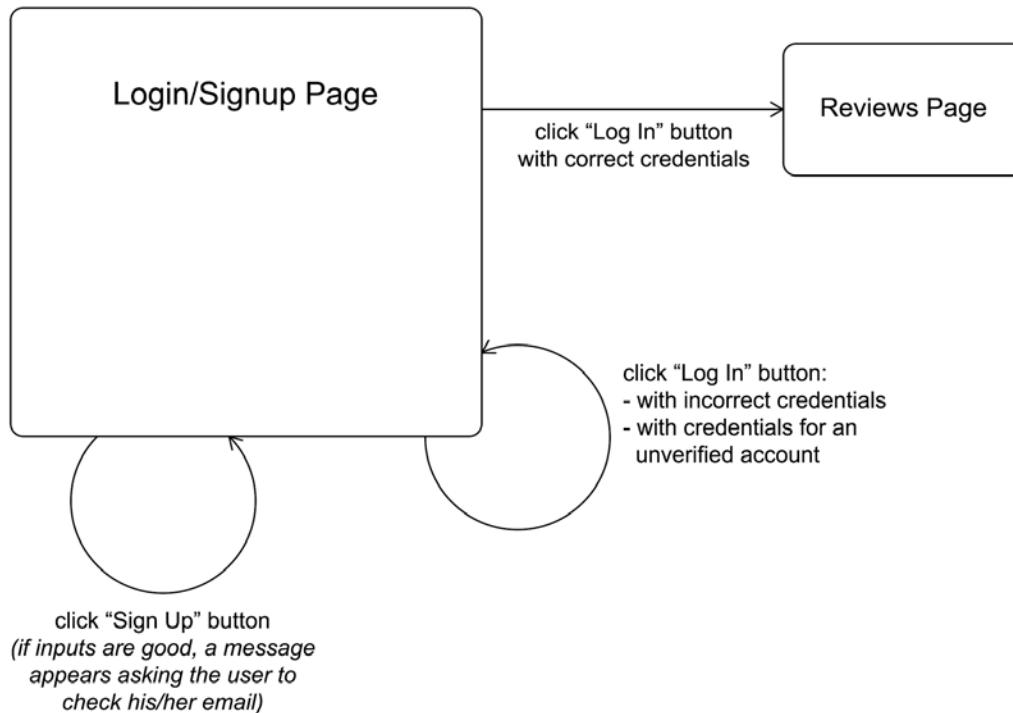 Login/Signup Page
Reviews Page
click “Log In” button
with correct credentials
click “Log In” button:
- with incorrect credentials
- with credentials for an
unverified account
click “Sign Up” button
(if inputs are good, a message
appears asking the user to
check his/her email)